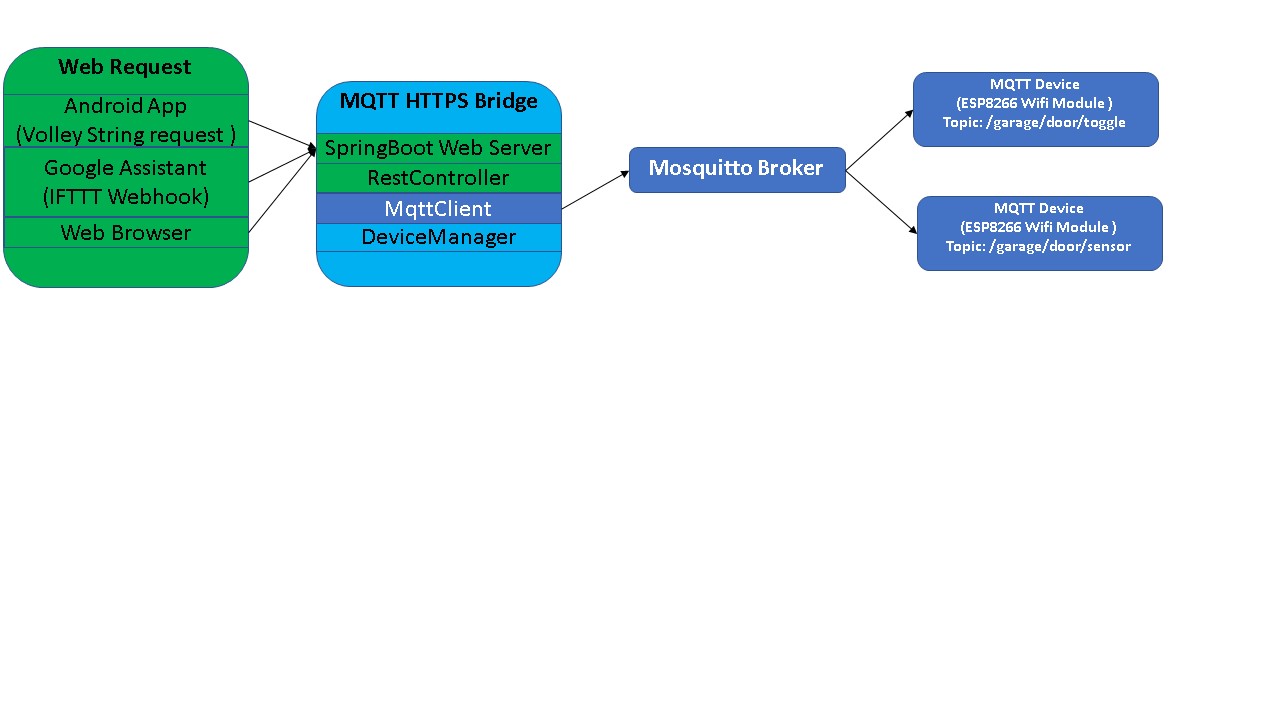 Web Request
Android App
(Volley String request )
Google Assistant
(IFTTT Webhook)
Web Browser
MQTT HTTPS Bridge
SpringBoot Web Server
RestController
MqttClient
DeviceManager
Mosquitto Broker
MQTT Device
(ESP8266 Wifi Module )
Topic: /garage/door/toggle
MQTT Device
(ESP8266 Wifi Module )
Topic: /garage/door/sensor